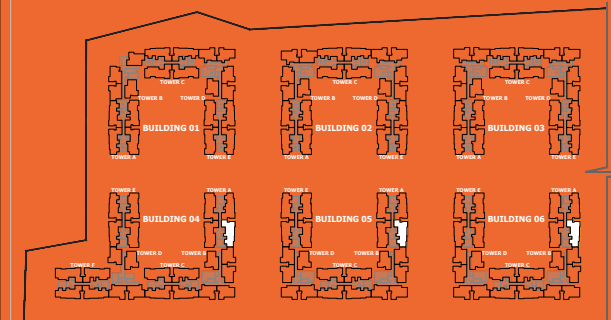 TOWER C TOWER C TOWER C
TOWER B TOWER D TOWER B TOWER D TOWER B TOWER D
BUILDING 01 BUILDING 02 BUILDING 03
TOWER A TOWER E TOWER A TOWER E TOWER A TOWER E
TOWER E TOWER A TOWER E TOWER A TOWER E TOWER A
BUILDING 04 BUILDING 05 BUILDING 06
TOWER D TOWER B TOWER D TOWER B TOWER D TOWER B
TOWER F TOWER C TOWER C TOWER C